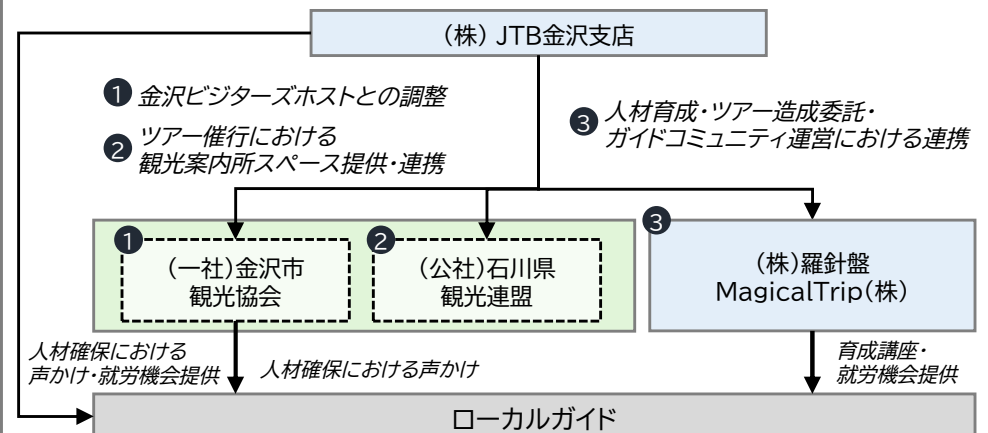 （株） JTB金沢支店
1 金沢ビジターズホストとの調整
2 ツアー催行における
観光案内所スペース提供・連携
3 人材育成・ツアー造成委託・
ガイドコミュニティ運営における連携
1
（一社）金沢市
観光協会
2
（公社）石川県
観光連盟
3
（株）羅針盤
MagicalTrip（株）
人材確保における
声かけ・就労機会提供
人材確保における声かけ
育成講座・
就労機会提供
ローカルガイド